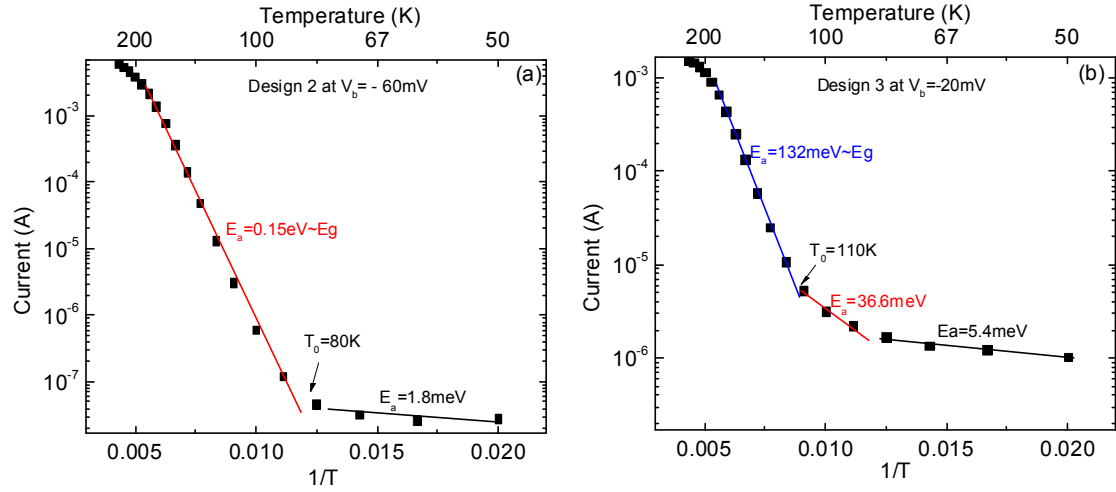 Temperature (K)
200 100 67 50
(a)
Design 2 at V_b= - 60mV
10^-3
10^-4
10^-5
10^-6
10^-7
Current (A)
E_a=0.15eV~Eg
T_0=80K
E_a=1.8meV
0.005 0.010 0.015 0.020
1/T
Temperature (K)
200 100 67 50
(b)
Design 3 at V_b=-20mV
10^-3
10^-4
10^-5
10^-6
Current (A)
E_a=132meV~Eg
T_0=110K
E_a=36.6meV
Ea=5.4meV
0.005 0.010 0.015 0.020
1/T